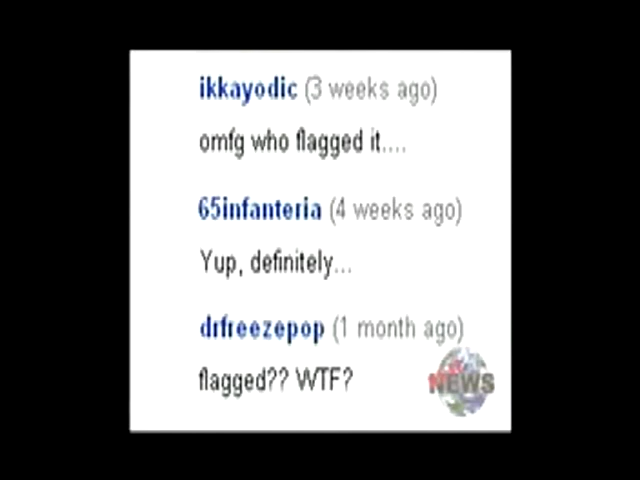 ikkayodic (3 weeks ago)
omfg who flagged it....
65infanteria (4 weeks ago)
Yup, definitely...
drfreezepop (1 month ago)
flagged?? WTF?
NEWS